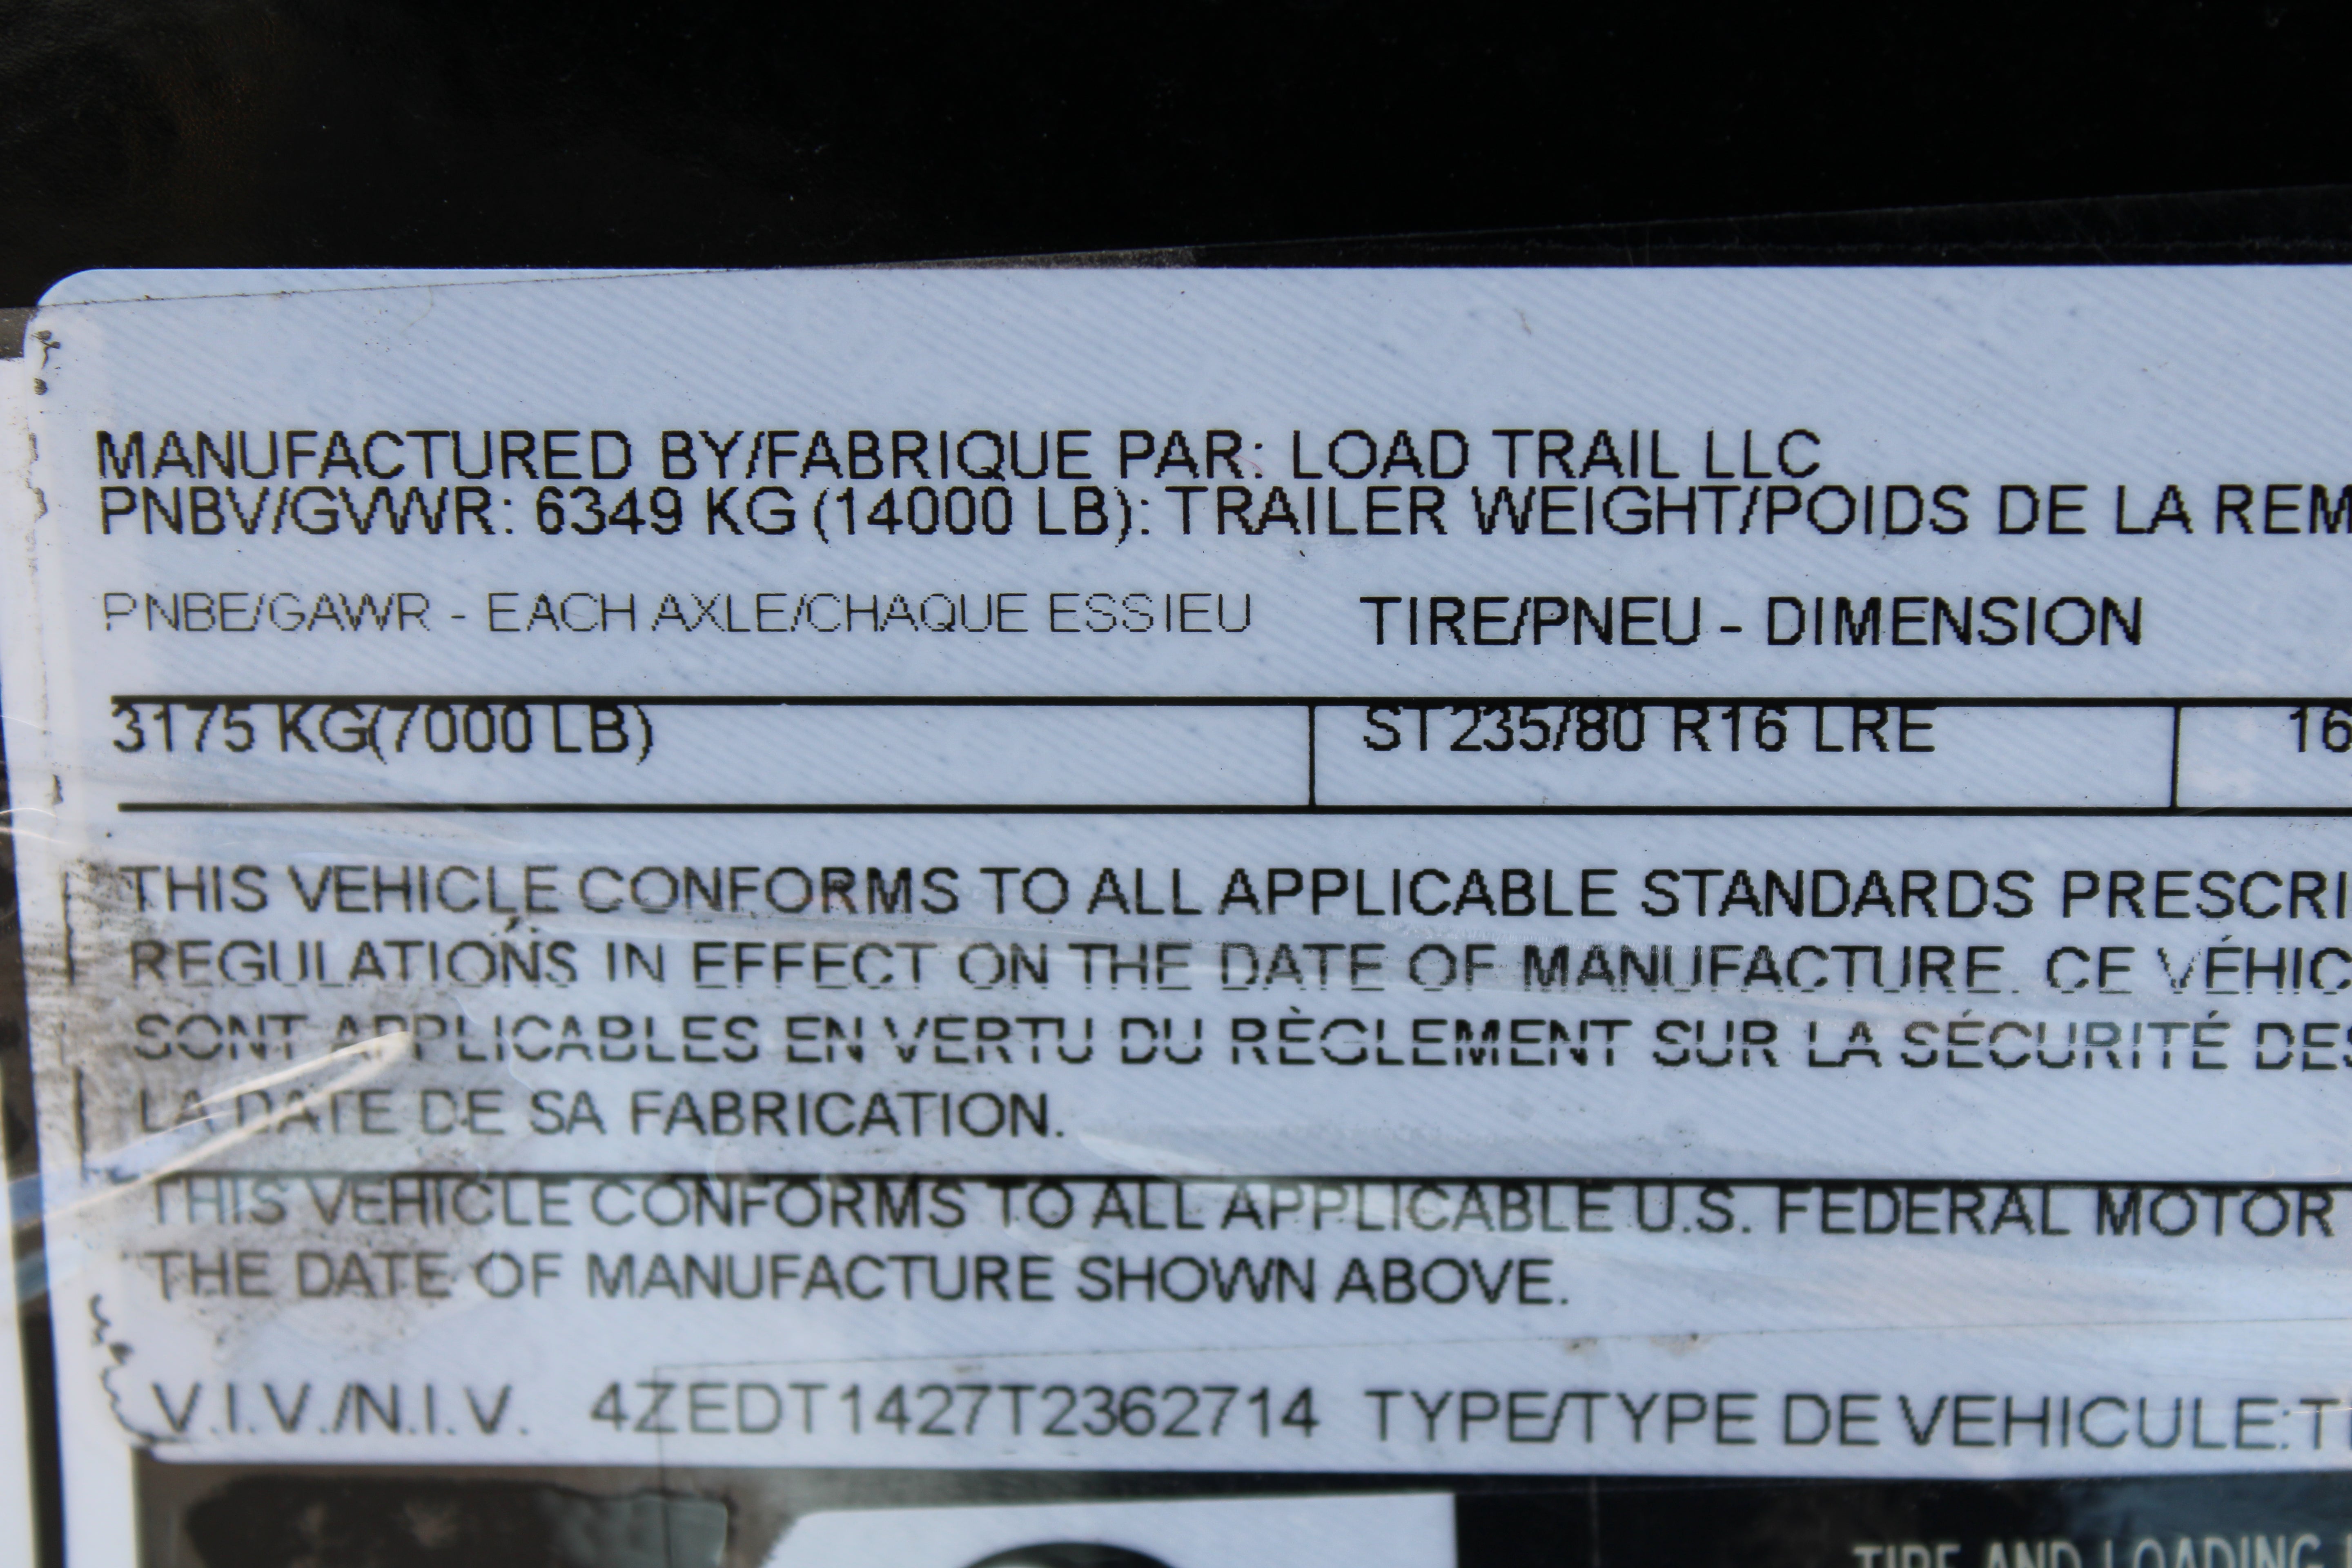 MANUFACTURED BY/FABRIQUE PAR: LOAD TRAIL LLC
PNBV/GVWR: 6349 KG (14000 LB): TRAILER WEIGHT/POIDS DE LA REM
PNBE/GAWR - EACH AXLE/CHAQUE ESSIEU TIRE/PNEU - DIMENSION
3175 KG(7000 LB) ST235/80 R16 LRE 16
THIS VEHICLE CONFORMS TO ALL APPLICABLE STANDARDS PRESCRI
REGULATIONS IN EFFECT ON THE DATE OF MANUFACTURE. CE VÉHIC
SONT APPLICABLES EN VERTU DU RÈGLEMENT SUR LA SÉCURITÉ DES
LA DATE DE SA FABRICATION.
THIS VEHICLE CONFORMS TO ALL APPLICABLE U.S. FEDERAL MOTOR
THE DATE OF MANUFACTURE SHOWN ABOVE.
V.I.V./N.I.V. 4ZEDT1427T2362714 TYPE/TYPE DE VEHICULE:T
TIRE AND LOADING